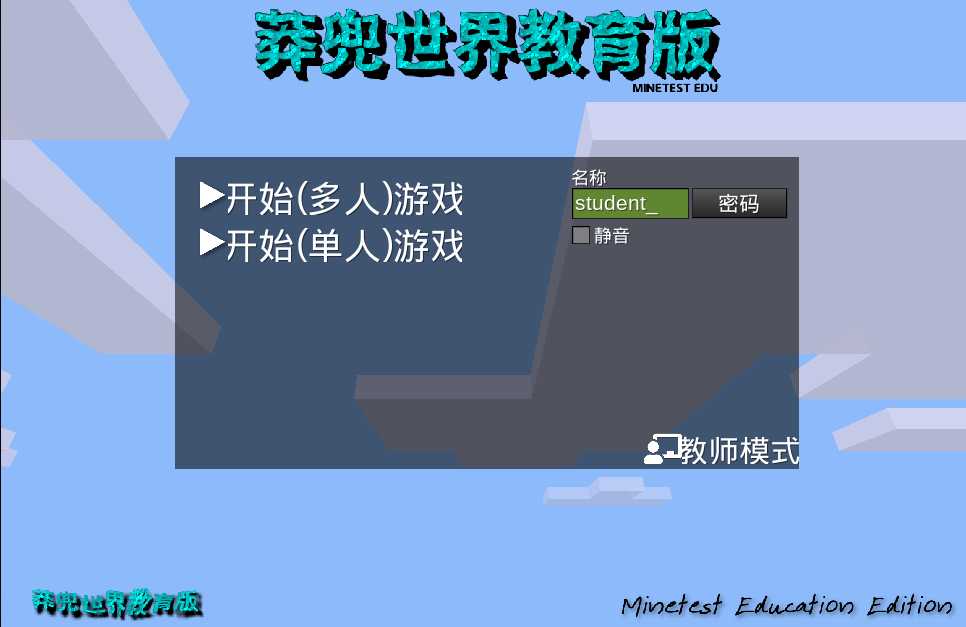 莽兜世界教育版
MINETEST EDU
开始(多人)游戏
开始(单人)游戏
名称
student_
密码
静音
教师模式
莽兜世界教育版
Minetest Education Edition